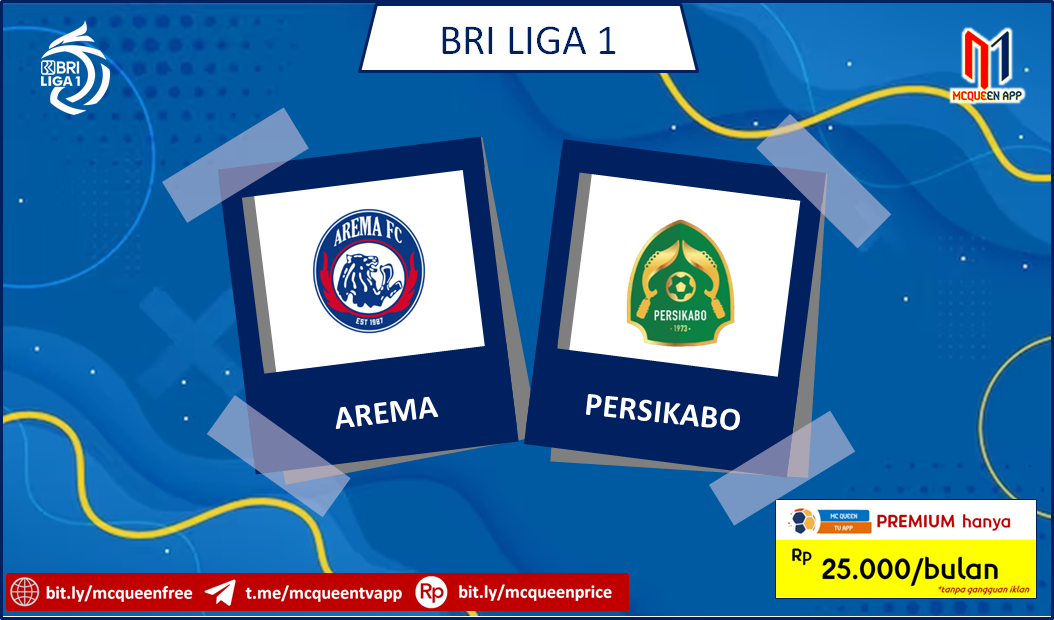 BRI LIGA 1
BRI
LIGA 1
MCQUEEN APP
AREMA FC
EST 1987
AREMA
PERSIKABO
- 1973 -
PERSIKABO
MC QUEEN
TV APP
PREMIUM hanya
Rp 25.000/bulan
*tanpa gangguan iklan
bit.ly/mcqueenfree
t.me/mcqueentvapp
Rp
bit.ly/mcqueenprice